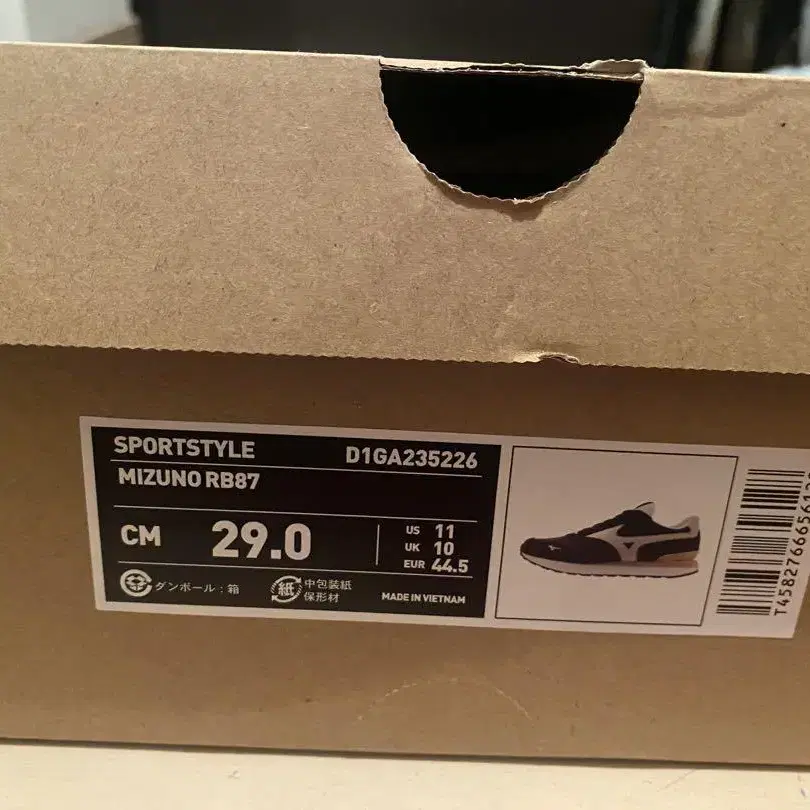 SPORTSTYLE D1GA235226
MIZUNO RB87
CM 29.0
US 11
UK 10
EUR 44.5
ダンボール：箱
紙 中包装紙
保形材
MADE IN VIETNAM